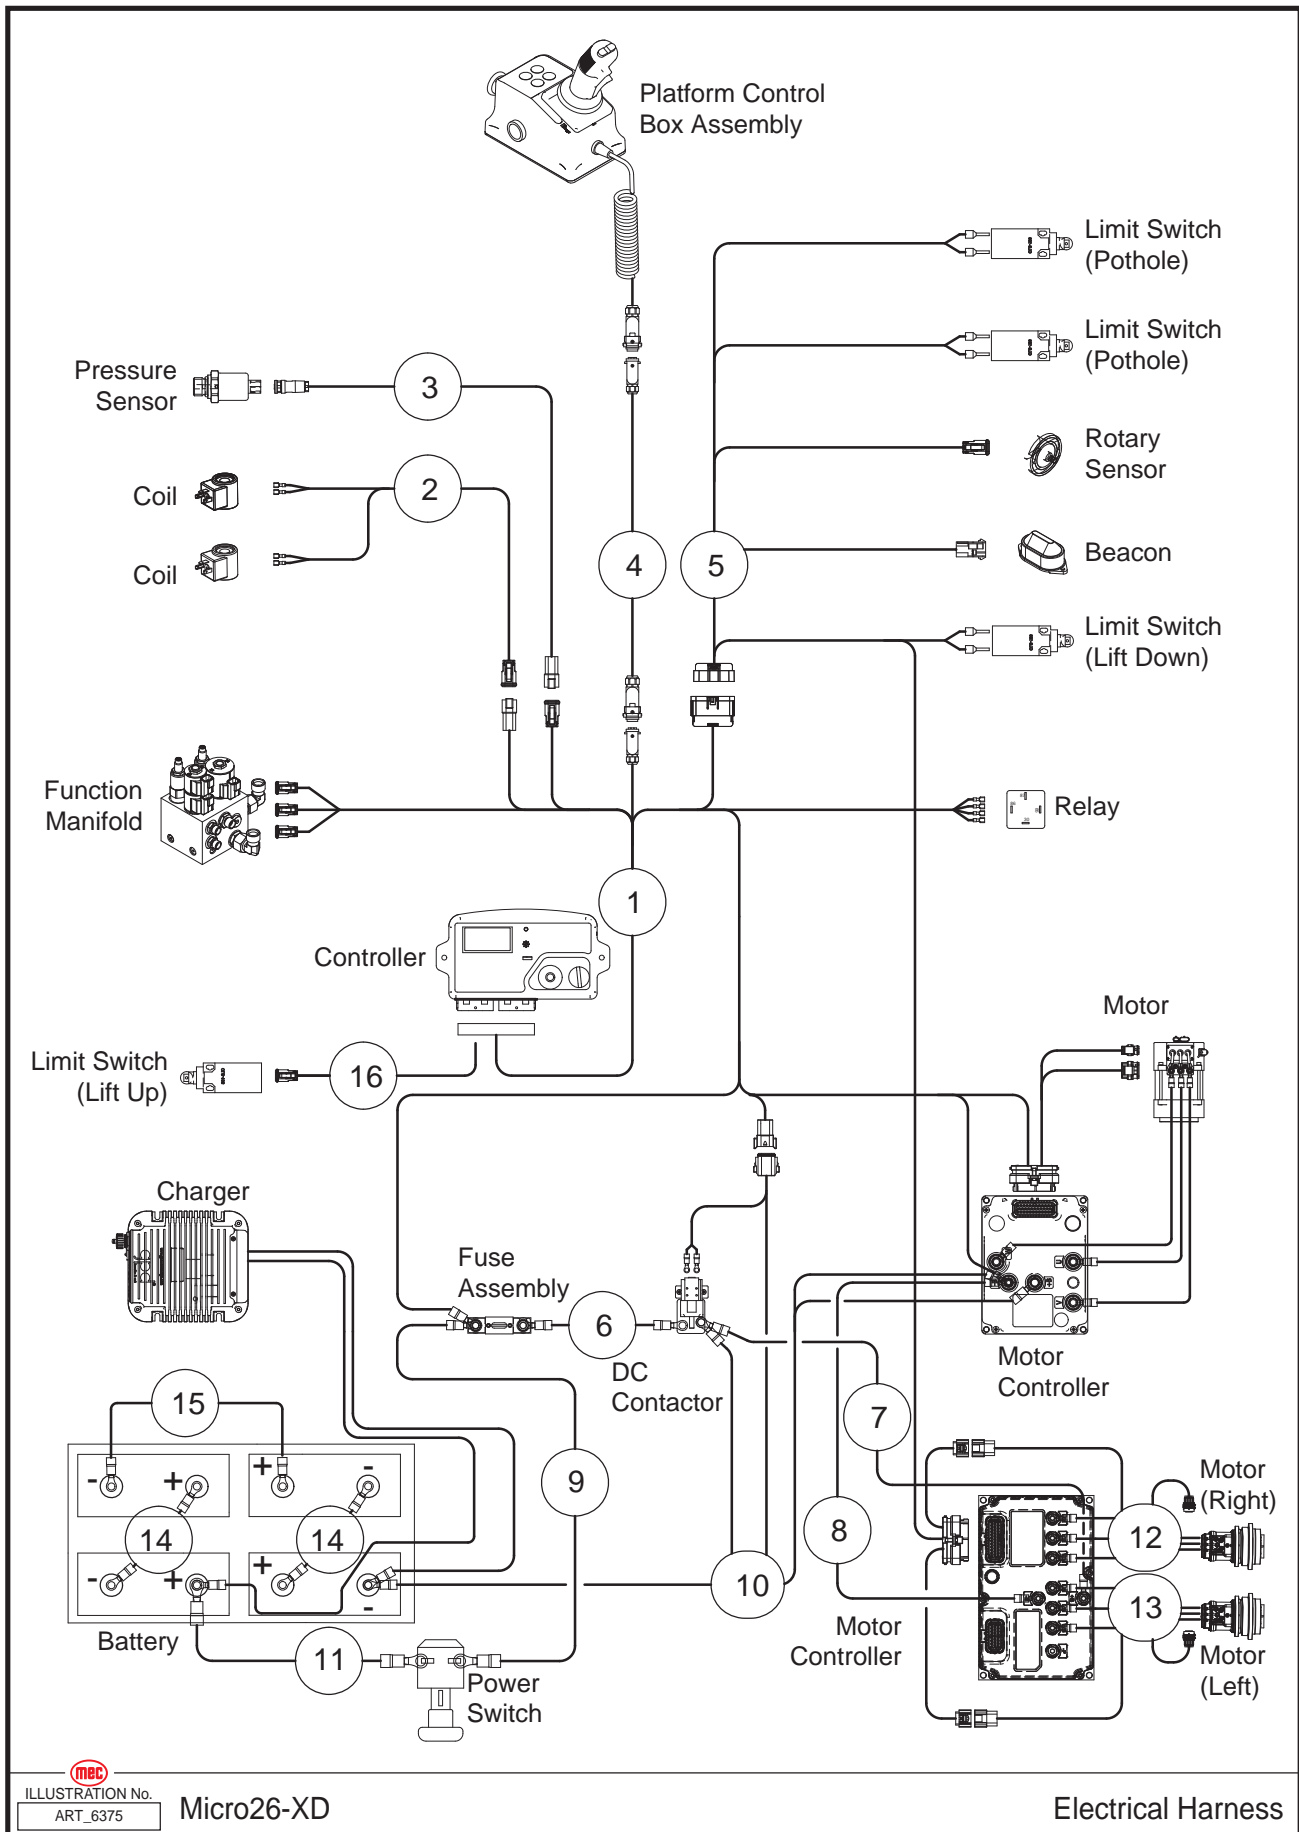 Platform Control
Box Assembly
Limit Switch
(Pothole)
Limit Switch
(Pothole)
Pressure
Sensor
3
Rotary
Sensor
Coil
2
Coil
4
5
Beacon
Limit Switch
(Lift Down)
Function
Manifold
Relay
30
1
Controller
Motor
Limit Switch
(Lift Up)
16
Charger
Fuse
Assembly
6
DC
Contactor
Motor
Controller
15
7
- + + -
9
Motor
(Right)
14
14
8
12
- + + -
10
13
Battery
Motor
Controller
11
Power
Switch
Motor
(Left)
mec
ILLUSTRATION No.
ART_6375
Micro26-XD
Electrical Harness